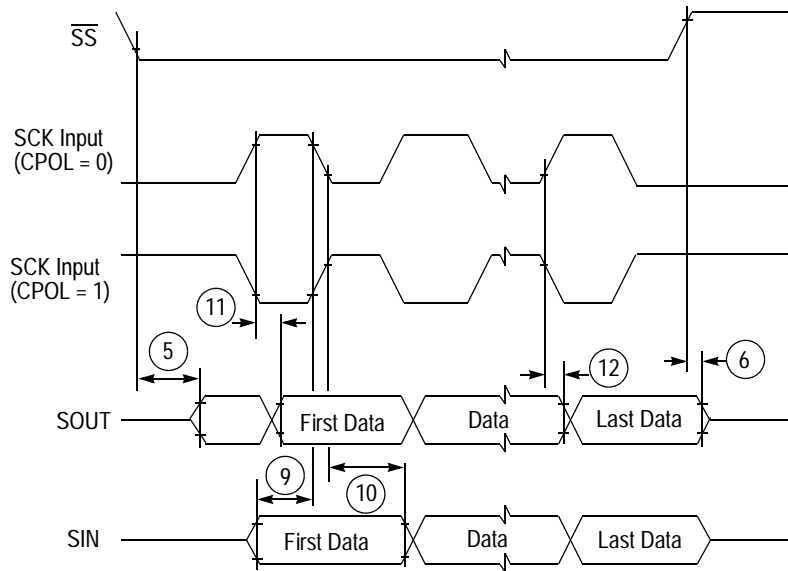 SS
SCK Input
(CPOL = 0)
SCK Input
(CPOL = 1)
11
5
12
6
SOUT
First Data
Data
Last Data
9
10
SIN
First Data
Data
Last Data